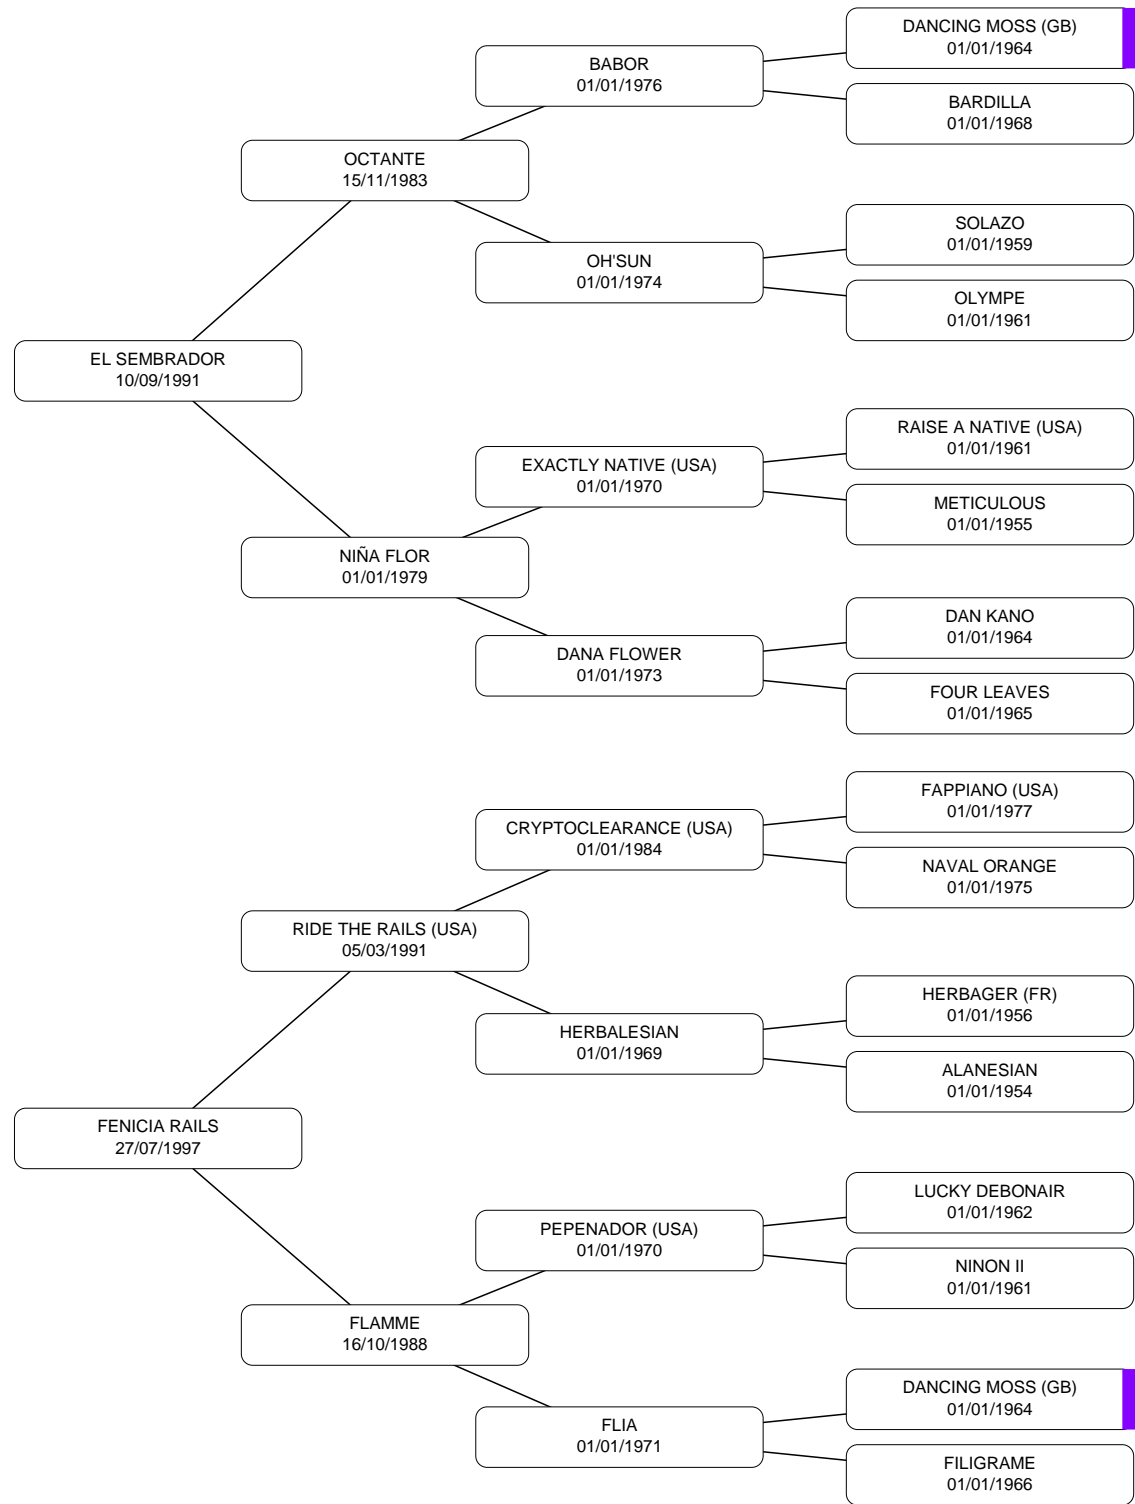 DANCING MOSS (GB)
01/01/1964
BABOR
01/01/1976
BARDILLA
01/01/1968
OCTANTE
15/11/1983
SOLAZO
01/01/1959
OH'SUN
01/01/1974
OLYMPE
01/01/1961
EL SEMBRADOR
10/09/1991
RAISE A NATIVE (USA)
01/01/1961
EXACTLY NATIVE (USA)
01/01/1970
METICULOUS
01/01/1955
NIÑA FLOR
01/01/1979
DAN KANO
01/01/1964
DANA FLOWER
01/01/1973
FOUR LEAVES
01/01/1965
FAPPIANO (USA)
01/01/1977
CRYPTOCLEARANCE (USA)
01/01/1984
NAVAL ORANGE
01/01/1975
RIDE THE RAILS (USA)
05/03/1991
HERBAGER (FR)
01/01/1956
HERBALESIAN
01/01/1969
ALANESIAN
01/01/1954
FENICIA RAILS
27/07/1997
LUCKY DEBONAIR
01/01/1962
PEPENADOR (USA)
01/01/1970
NINON II
01/01/1961
FLAMME
16/10/1988
DANCING MOSS (GB)
01/01/1964
FLIA
01/01/1971
FILIGRAME
01/01/1966